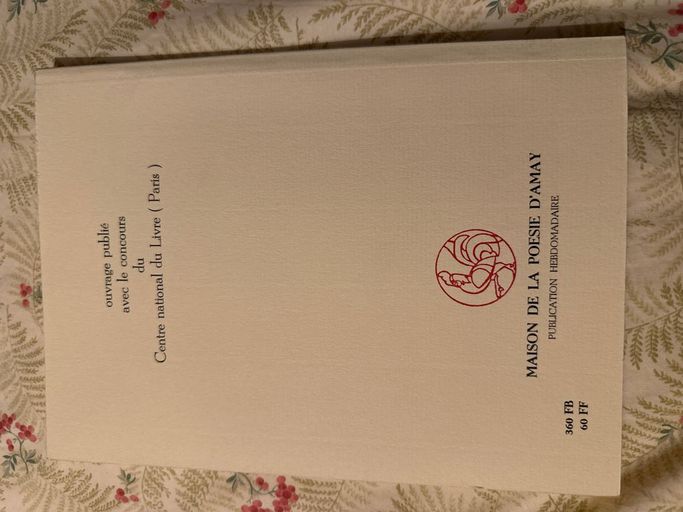 ouvrage publié
avec le concours
du
Centre national du Livre ( Paris )
MAISON DE LA POESIE D'AMAY
PUBLICATION HEBDOMADAIRE
360 FB
60 FF